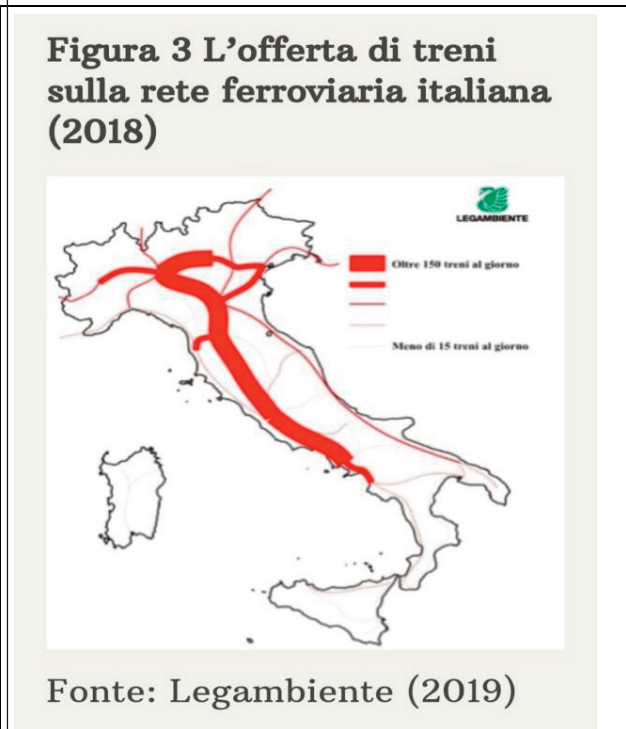 Figura 3 L’offerta di treni
sulla rete ferroviaria italiana
(2018)
LEGAMBIENTE
Oltre 150 treni al giorno
Meno di 15 treni al giorno
Fonte: Legambiente (2019)